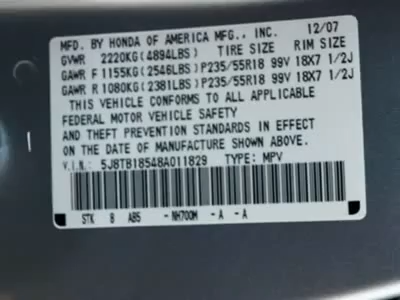 MFD. BY HONDA OF AMERICA MFG., INC. 12/07
GVWR 2220KG(4894LBS) TIRE SIZE RIM SIZE
GAWR F 1155KG(2546LBS) P235/55R18 99V 18X7 1/2J
GAWR R 1080KG(2381LBS) P235/55R18 99V 18X7 1/2J
THIS VEHICLE CONFORMS TO ALL APPLICABLE
FEDERAL MOTOR VEHICLE SAFETY
AND THEFT PREVENTION STANDARDS IN EFFECT
ON THE DATE OF MANUFACTURE SHOWN ABOVE.
V.I.N.: 5J8TB18548A011829 TYPE: MPV
STK 8 AB5 -NH700M -A -A